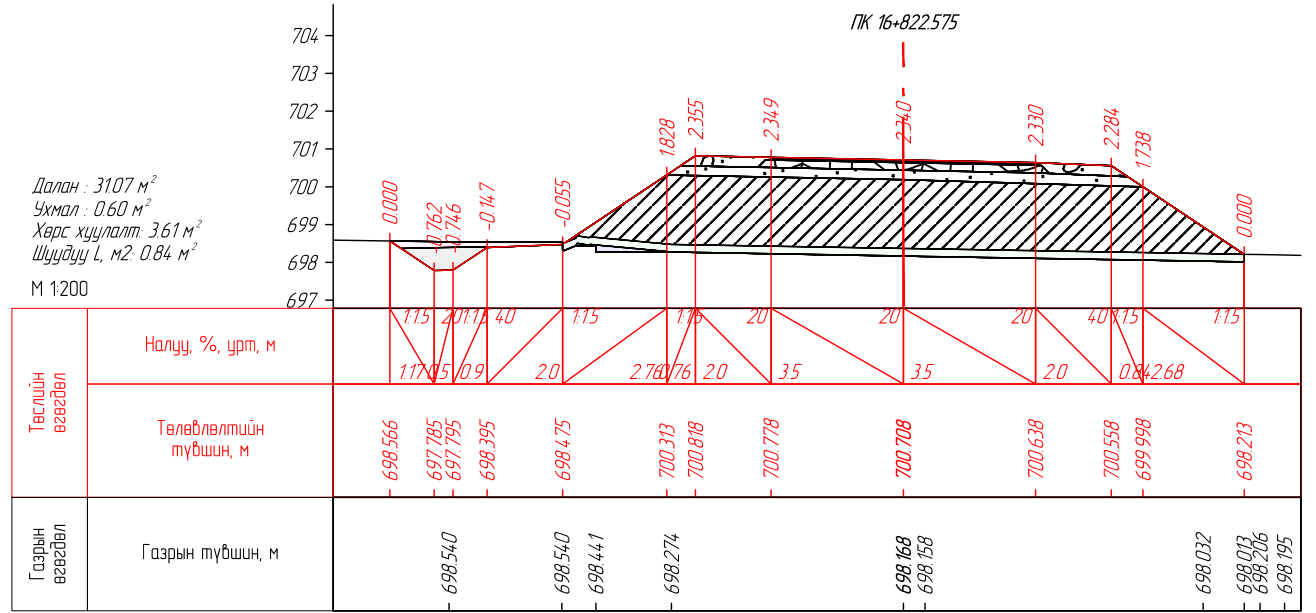 ПК 16+822.575
704
703
702
701
700
699
698
697
Далан : 31.07 м²
Ухмал : 0.60 м²
Хөрс хуулалт: 3.61 м²
Шуудуу L, м2: 0.84 м²
М 1:200
0.000
-0.762
-0.746
-0.147
-0.055
1.828
2.355
2.349
2.340
2.330
2.284
1.738
0.000
Налуу, %, урт, м
1:1.5 20 1:1.5 40 1:1.5 1:1.5 20 20 20 40 1:1.5 1:1.5
1.17 0.5 0.9 2.0 2.76 0.76 2.0 3.5 3.5 2.0 0.84 2.68
Төслийн
өгөгдөл
Төлөвлөлтийн
түвшин, м
698.566
697.785
697.795
698.395
698.475
700.313
700.818
700.778
700.708
700.638
700.558
699.998
698.213
Газрын
өгөгдөл
Газрын түвшин, м
698.540
698.540
698.441
698.274
698.168
698.158
698.032
698.013
698.206
698.195